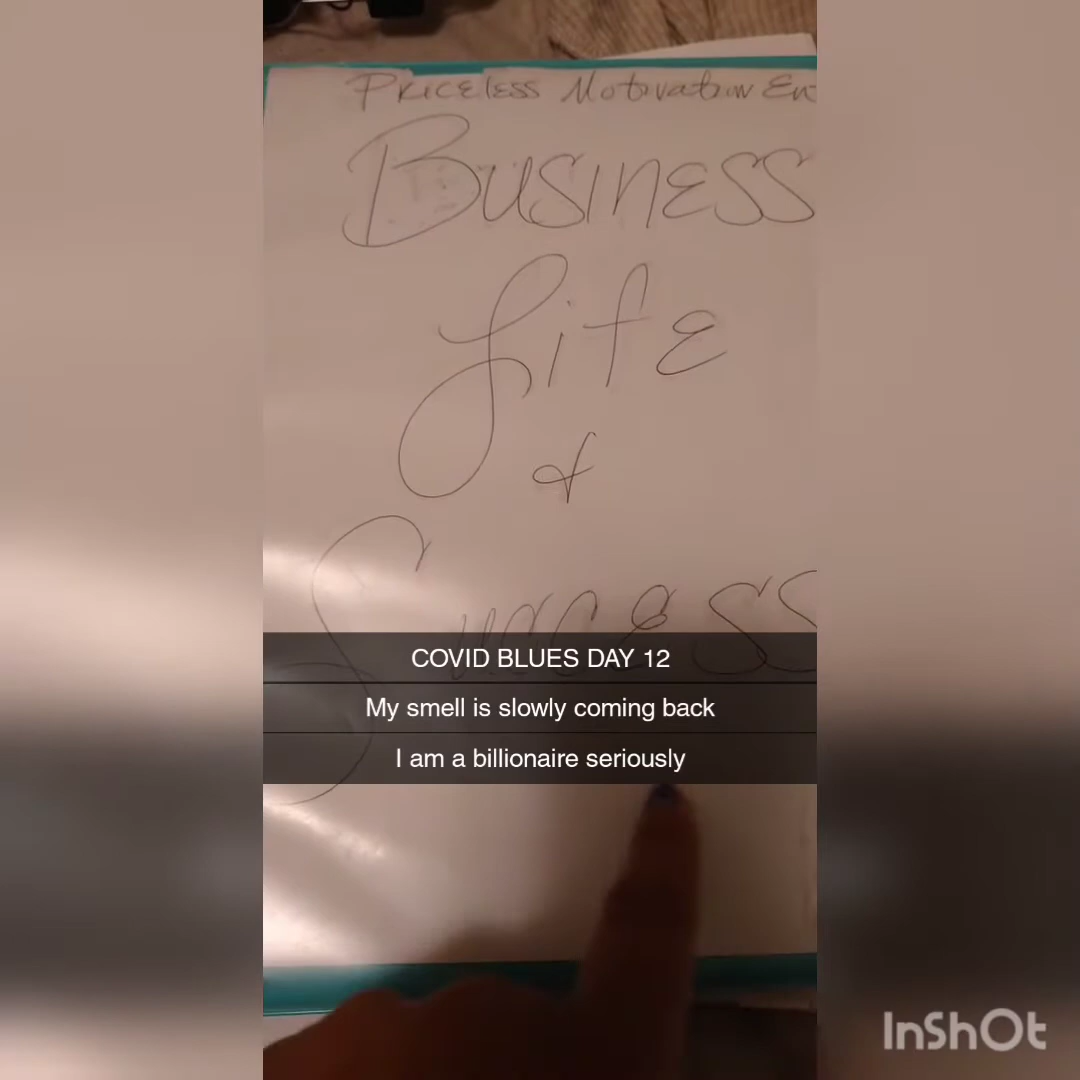 Priceless Motivation En
Business
Life
&
Success
COVID BLUES DAY 12
My smell is slowly coming back
I am a billionaire seriously
InShOt